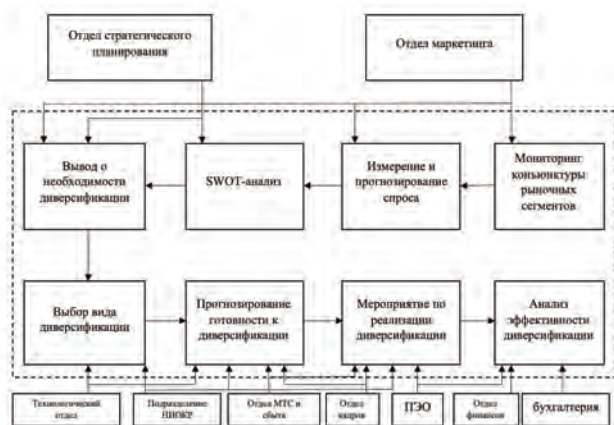 Отдел стратегического
планирования
Отдел маркетинга
Вывод о
необходимости
диверсификации
SWOT-анализ
Измерение и
прогнозирование
спроса
Мониторинг
конъюнктуры
рыночных
сегментов
Выбор вида
диверсификации
Прогнозирование
готовности к
диверсификации
Мероприятие по
реализации
диверсификации
Анализ
эффективности
диверсификации
Технологический
отдел
Подразделение
НИОКР
Отдел МТС и
сбыта
Отдел
кадров
ПЭО
Отдел
финансов
бухгалтерия